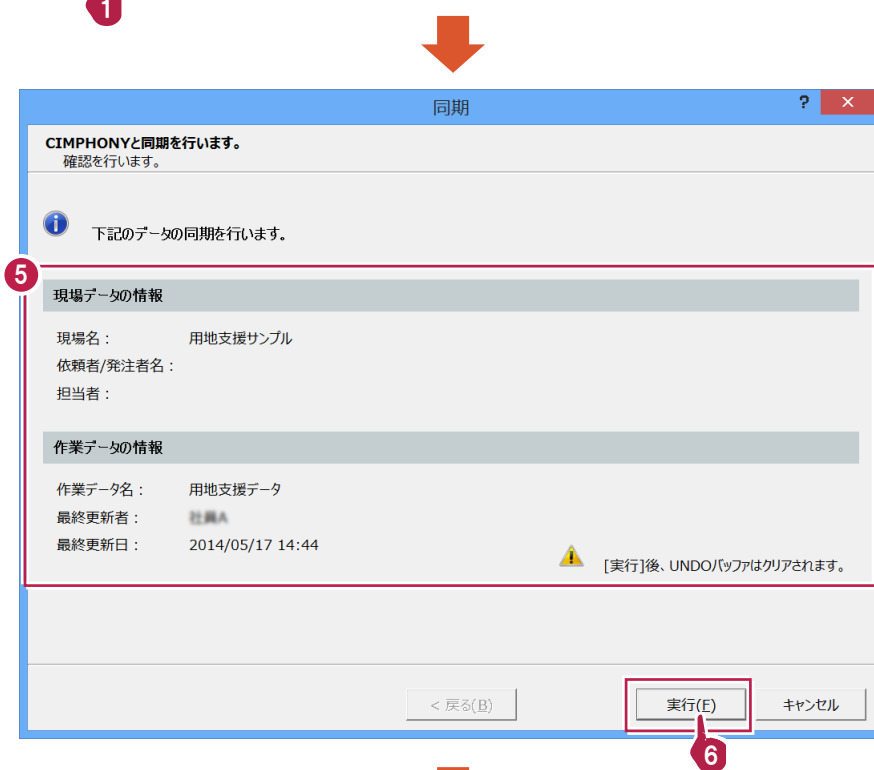 1
同期
?
CIMPHONYと同期を行います。
確認を行います。
下記のデータの同期を行います。
5
現場データの情報
現場名： 用地支援サンプル
依頼者/発注者名：
担当者：
作業データの情報
作業データ名： 用地支援データ
最終更新者：
最終更新日： 2014/05/17 14:44
[実行]後、UNDOバッファはクリアされます。
< 戻る(B) 実行(F) キャンセル
6